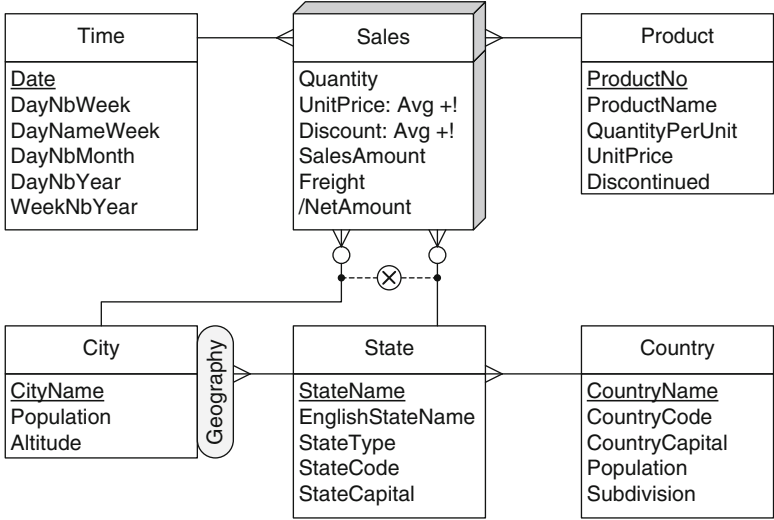 Time
Date
DayNbWeek
DayNameWeek
DayNbMonth
DayNbYear
WeekNbYear
Sales
Quantity
UnitPrice: Avg +!
Discount: Avg +!
SalesAmount
Freight
/NetAmount
Product
ProductNo
ProductName
QuantityPerUnit
UnitPrice
Discontinued
City
CityName
Population
Altitude
Geography
State
StateName
EnglishStateName
StateType
StateCode
StateCapital
Country
CountryName
CountryCode
CountryCapital
Population
Subdivision